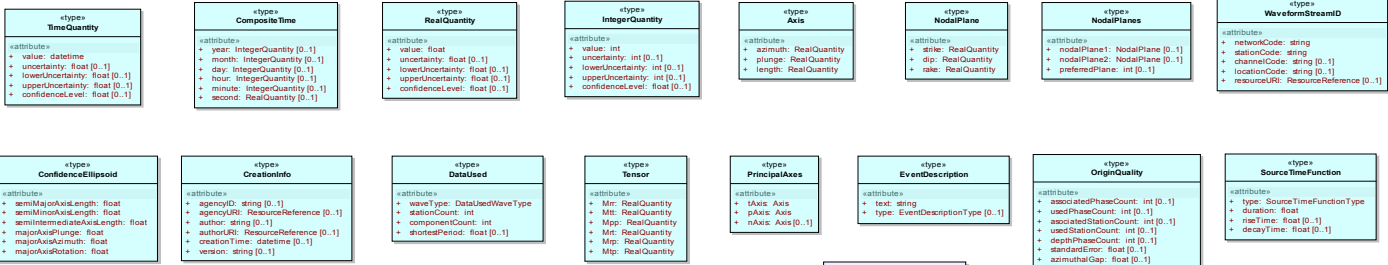 «type»
TimeQuantity
«attribute»
+ value: datetime
+ uncertainty: float [0..1]
+ lowerUncertainty: float [0..1]
+ upperUncertainty: float [0..1]
+ confidenceLevel: float [0..1]
«type»
CompositeTime
«attribute»
+ year: IntegerQuantity [0..1]
+ month: IntegerQuantity [0..1]
+ day: IntegerQuantity [0..1]
+ hour: IntegerQuantity [0..1]
+ minute: IntegerQuantity [0..1]
+ second: RealQuantity [0..1]
«type»
RealQuantity
«attribute»
+ value: float
+ uncertainty: float [0..1]
+ lowerUncertainty: float [0..1]
+ upperUncertainty: float [0..1]
+ confidenceLevel: float [0..1]
«type»
IntegerQuantity
«attribute»
+ value: int
+ uncertainty: int [0..1]
+ lowerUncertainty: int [0..1]
+ upperUncertainty: int [0..1]
+ confidenceLevel: float [0..1]
«type»
Axis
«attribute»
+ azimuth: RealQuantity
+ plunge: RealQuantity
+ length: RealQuantity
«type»
NodalPlane
«attribute»
+ strike: RealQuantity
+ dip: RealQuantity
+ rake: RealQuantity
«type»
NodalPlanes
«attribute»
+ nodalPlane1: NodalPlane [0..1]
+ nodalPlane2: NodalPlane [0..1]
+ preferredPlane: int [0..1]
«type»
WaveformStreamID
«attribute»
+ networkCode: string
+ stationCode: string
+ channelCode: string [0..1]
+ locationCode: string [0..1]
+ resourceURI: ResourceReference [0..1]
«type»
ConfidenceEllipsoid
«attribute»
+ semiMajorAxisLength: float
+ semiMinorAxisLength: float
+ semiIntermediateAxisLength: float
+ majorAxisPlunge: float
+ majorAxisAzimuth: float
+ majorAxisRotation: float
«type»
CreationInfo
«attribute»
+ agencyID: string [0..1]
+ agencyURI: ResourceReference [0..1]
+ author: string [0..1]
+ authorURI: ResourceReference [0..1]
+ creationTime: datetime [0..1]
+ version: string [0..1]
«type»
DataUsed
«attribute»
+ waveType: DataUsedWaveType
+ stationCount: int
+ componentCount: int
+ shortestPeriod: float [0..1]
«type»
Tensor
«attribute»
+ Mrr: RealQuantity
+ Mtt: RealQuantity
+ Mpp: RealQuantity
+ Mrt: RealQuantity
+ Mrp: RealQuantity
+ Mtp: RealQuantity
«type»
PrincipalAxes
«attribute»
+ tAxis: Axis
+ pAxis: Axis
+ nAxis: Axis [0..1]
«type»
EventDescription
«attribute»
+ text: string
+ type: EventDescriptionType [0..1]
«type»
OriginQuality
«attribute»
+ associatedPhaseCount: int [0..1]
+ usedPhaseCount: int [0..1]
+ asociatedStationCount: int [0..1]
+ usedStationCount: int [0..1]
+ depthPhaseCount: int [0..1]
+ standardError: float [0..1]
+ azimuthalGap: float [0..1]
«type»
SourceTimeFunction
«attribute»
+ type: SourceTimeFunctionType
+ duration: float
+ riseTime: float [0..1]
+ decayTime: float [0..1]